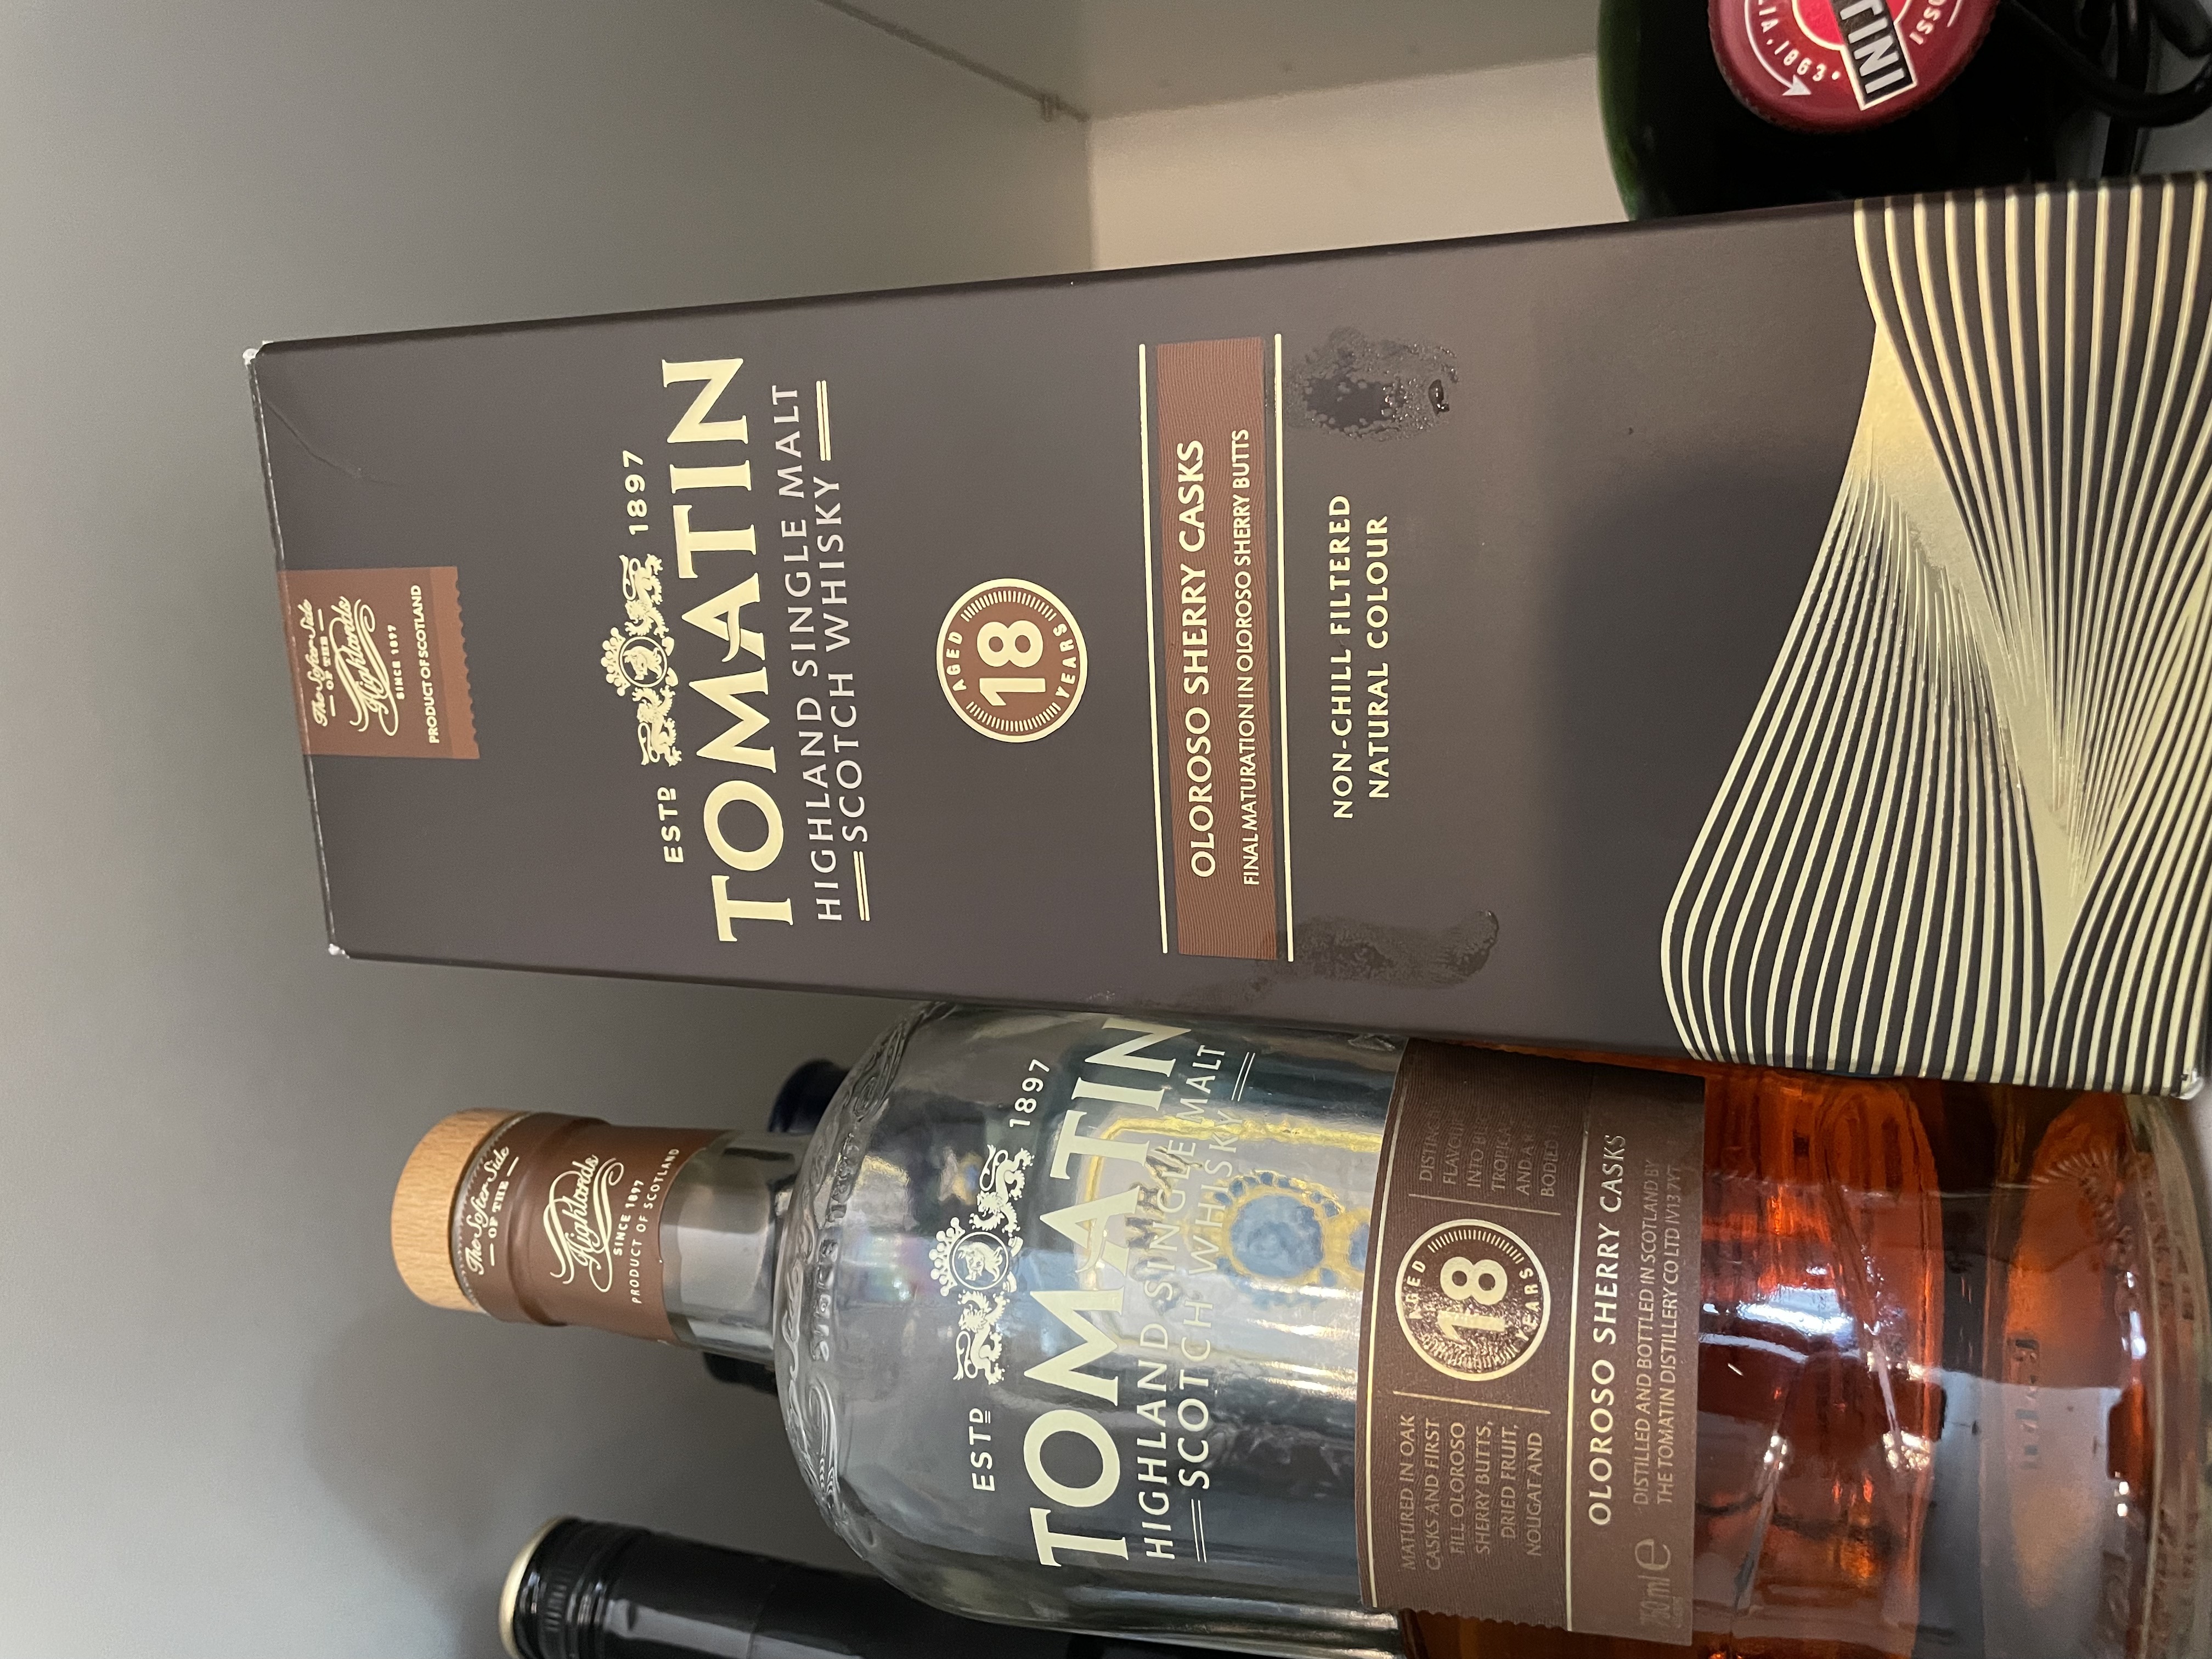 The Softer Side
OF THE
Highlands
SINCE 1897
PRODUCT OF SCOTLAND
ESTD 1897
TOMATIN
HIGHLAND SINGLE MALT
SCOTCH WHISKY
MATURED IN OAK
CASKS AND FIRST
FILL OLOROSO
SHERRY BUTTS,
DRIED FRUIT,
NOUGAT AND
AGED
18
YEARS
INTO
BODIED
OLOROSO SHERRY CASKS
750 ml e
DISTILLED AND BOTTLED IN SCOTLAND BY
THE TOMATIN DISTILLERY CO LTD IV13 7YT
The Softer Side
OF THE
Highlands
SINCE 1897
PRODUCT OF SCOTLAND
ESTD 1897
TOMATIN
HIGHLAND SINGLE MALT
SCOTCH WHISKY
AGED
18
YEARS
OLOROSO SHERRY CASKS
FINAL MATURATION IN OLOROSO SHERRY BUTTS
NON-CHILL FILTERED
NATURAL COLOUR
1863